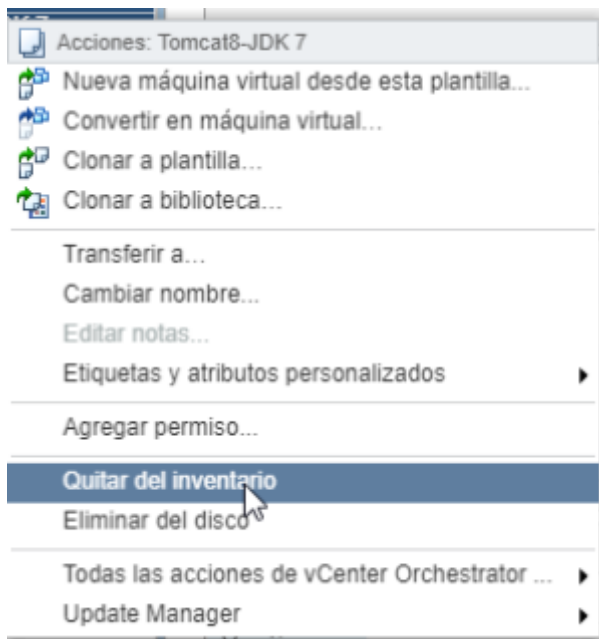 Acciones: Tomcat8-JDK 7
Nueva máquina virtual desde esta plantilla...
Convertir en máquina virtual...
Clonar a plantilla...
Clonar a biblioteca...
Transferir a...
Cambiar nombre...
Editar notas...
Etiquetas y atributos personalizados
Agregar permiso...
Quitar del inventario
Eliminar del disco
Todas las acciones de vCenter Orchestrator ...
Update Manager